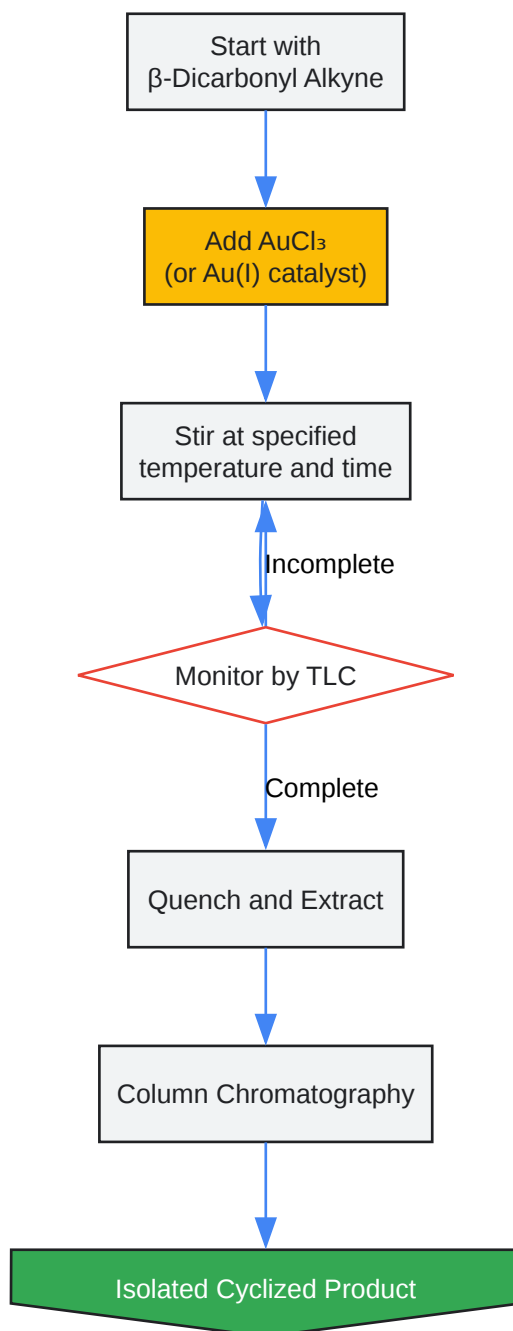 Start with
β-Dicarbonyl Alkyne
Add AuCl₃
(or Au(I) catalyst)
Stir at specified
temperature and time
Incomplete
Monitor by TLC
Complete
Quench and Extract
Column Chromatography
Isolated Cyclized Product